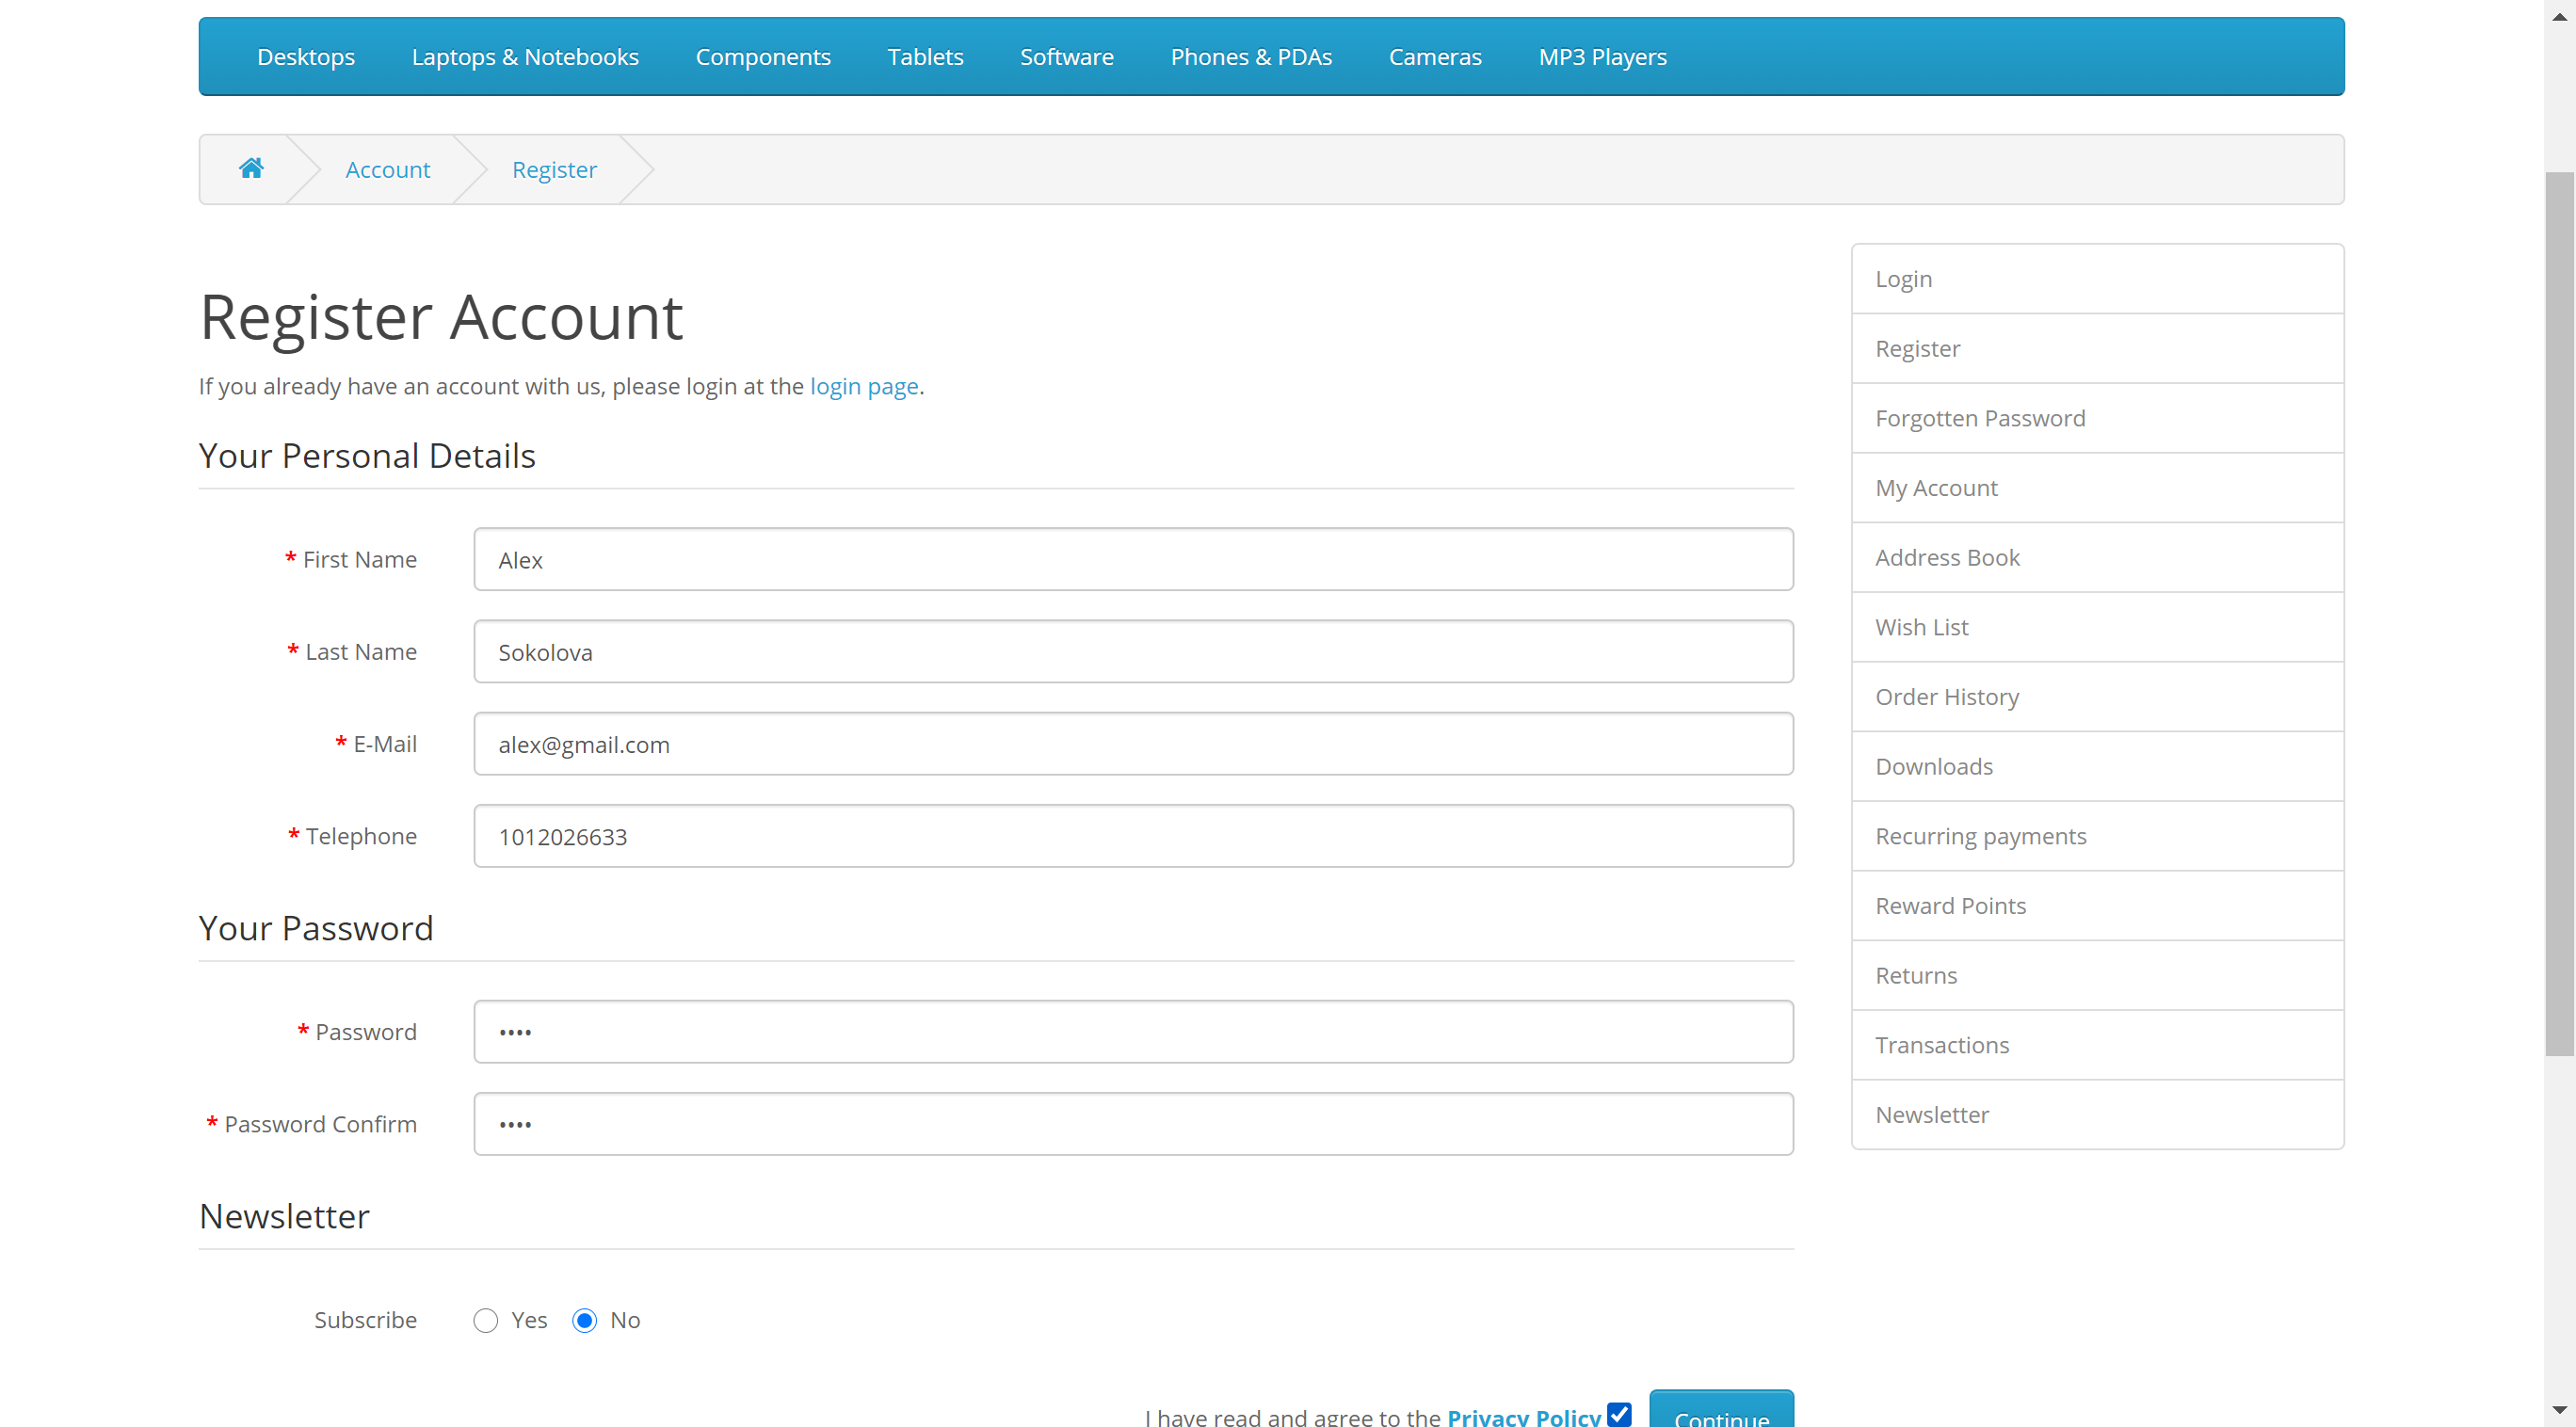 Desktops Laptops & Notebooks Components Tablets Software Phones & PDAs Cameras MP3 Players
Account Register
Register Account
If you already have an account with us, please login at the login page.
Your Personal Details
* First Name Alex
* Last Name Sokolova
* E-Mail alex@gmail.com
* Telephone 1012026633
Your Password
* Password ••••
* Password Confirm ••••
Newsletter
Subscribe Yes No
I have read and agree to the Privacy Policy Continue
Login
Register
Forgotten Password
My Account
Address Book
Wish List
Order History
Downloads
Recurring payments
Reward Points
Returns
Transactions
Newsletter